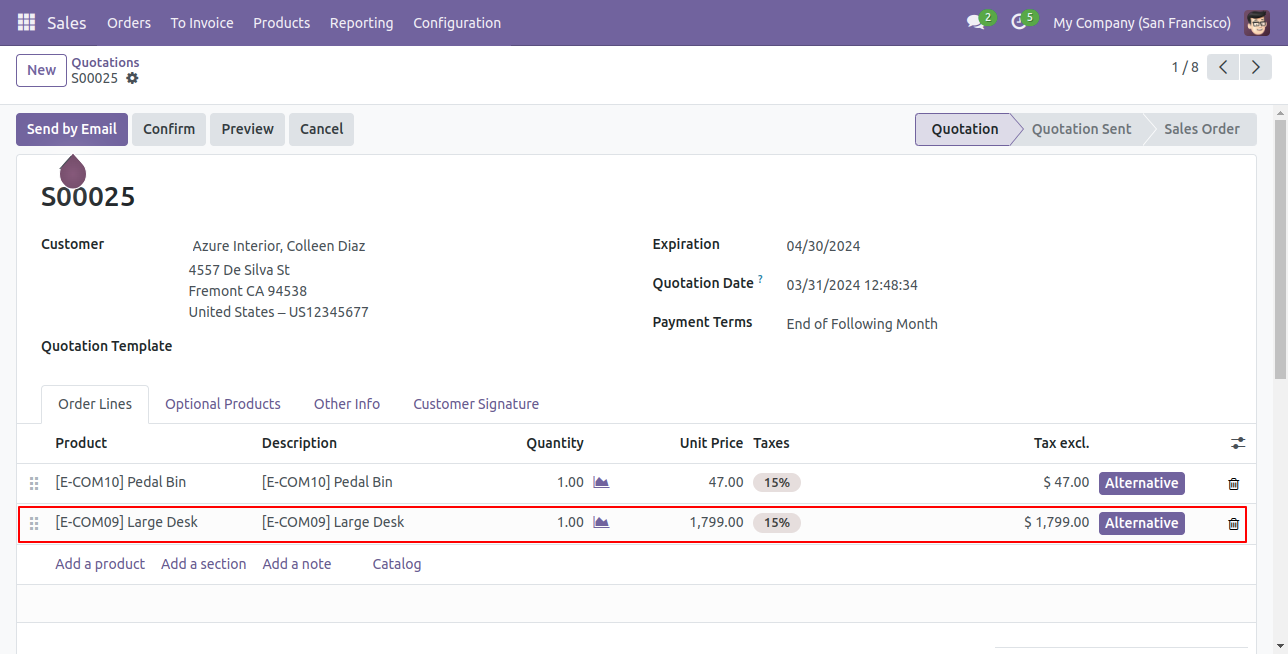 Sales Orders To Invoice Products Reporting Configuration 2 5 My Company (San Francisco)
New Quotations 1 / 8
S00025
Send by Email Confirm Preview Cancel Quotation Quotation Sent Sales Order
S00025
Customer Azure Interior, Colleen Diaz Expiration 04/30/2024
4557 De Silva St
Fremont CA 94538 Quotation Date ? 03/31/2024 12:48:34
United States – US12345677
Payment Terms End of Following Month
Quotation Template
Order Lines Optional Products Other Info Customer Signature
Product Description Quantity Unit Price Taxes Tax excl.
[E-COM10] Pedal Bin [E-COM10] Pedal Bin 1.00 47.00 15% $ 47.00 Alternative
[E-COM09] Large Desk [E-COM09] Large Desk 1.00 1,799.00 15% $ 1,799.00 Alternative
Add a product Add a section Add a note Catalog